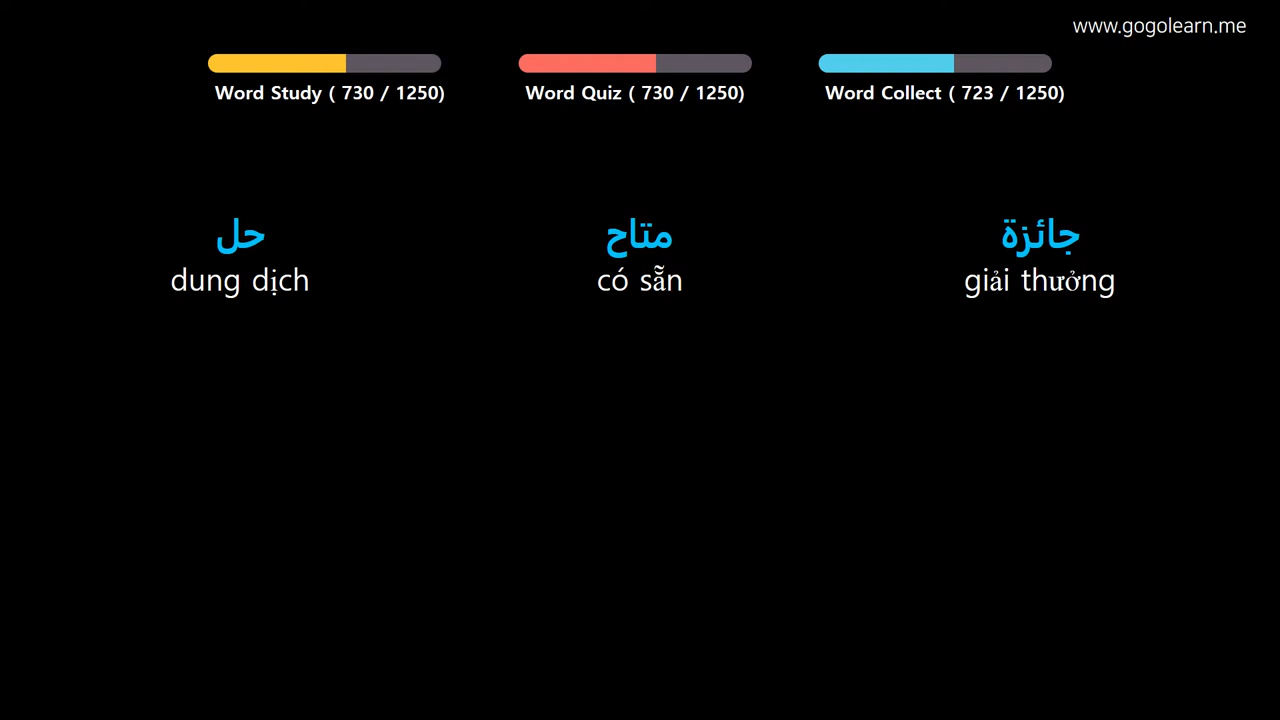 www.gogolearn.me
Word Study ( 730 / 1250)
Word Quiz ( 730 / 1250)
Word Collect ( 723 / 1250)
حل
dung dịch
متاح
có sẵn
جائزة
giải thưởng